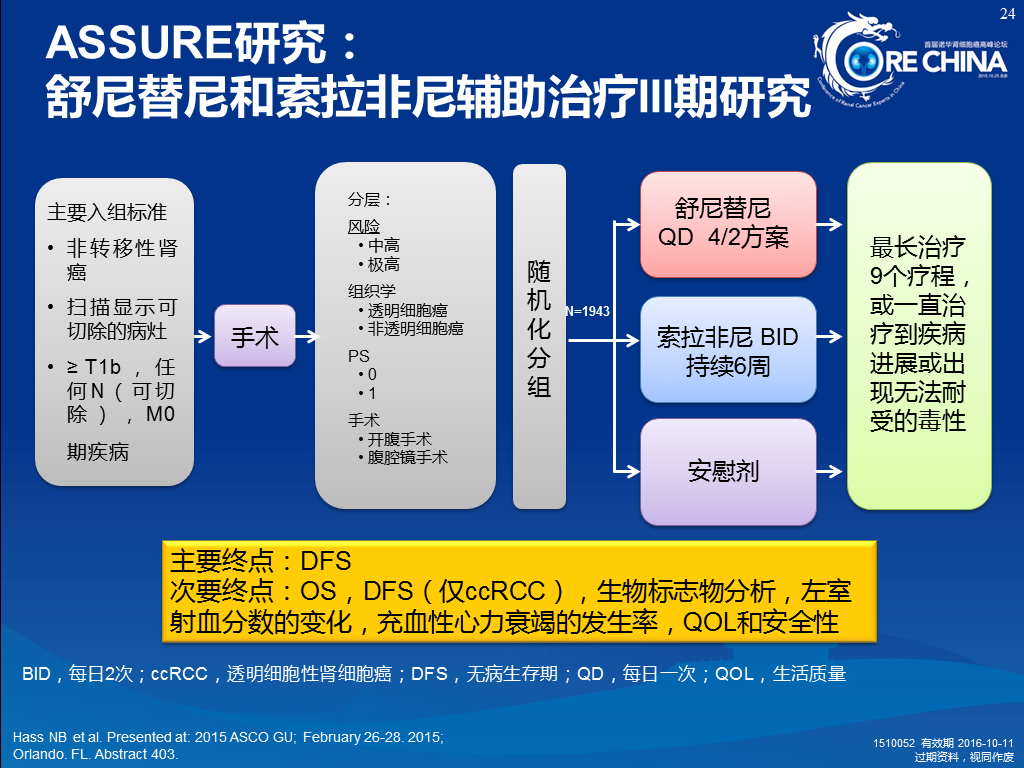 24
ASSURE研究：
舒尼替尼和索拉非尼辅助治疗III期研究
首届诺华肾细胞癌高峰论坛
CORE CHINA
2015.10.25 北京
Conference of Renal Cancer Experts in China
主要入组标准
• 非转移性肾
癌
• 扫描显示可
切除的病灶
• ≥T1b，任
何N（可切
除），M0
期疾病
手术
分层：
风险
• 中高
• 极高
组织学
• 透明细胞癌
• 非透明细胞癌
PS
• 0
• 1
手术
• 开腹手术
• 腹腔镜手术
随
机
化
分
组
N=1943
舒尼替尼
QD 4/2方案
索拉非尼 BID
持续6周
安慰剂
最长治疗
9个疗程，
或一直治
疗到疾病
进展或出
现无法耐
受的毒性
主要终点：DFS
次要终点：OS，DFS（仅ccRCC），生物标志物分析，左室
射血分数的变化，充血性心力衰竭的发生率，QOL和安全性
BID，每日2次；ccRCC，透明细胞性肾细胞癌；DFS，无病生存期；QD，每日一次；QOL，生活质量
Hass NB et al. Presented at: 2015 ASCO GU; February 26-28. 2015;
Orlando. FL. Abstract 403.
1510052 有效期 2016-10-11
过期资料，视同作废